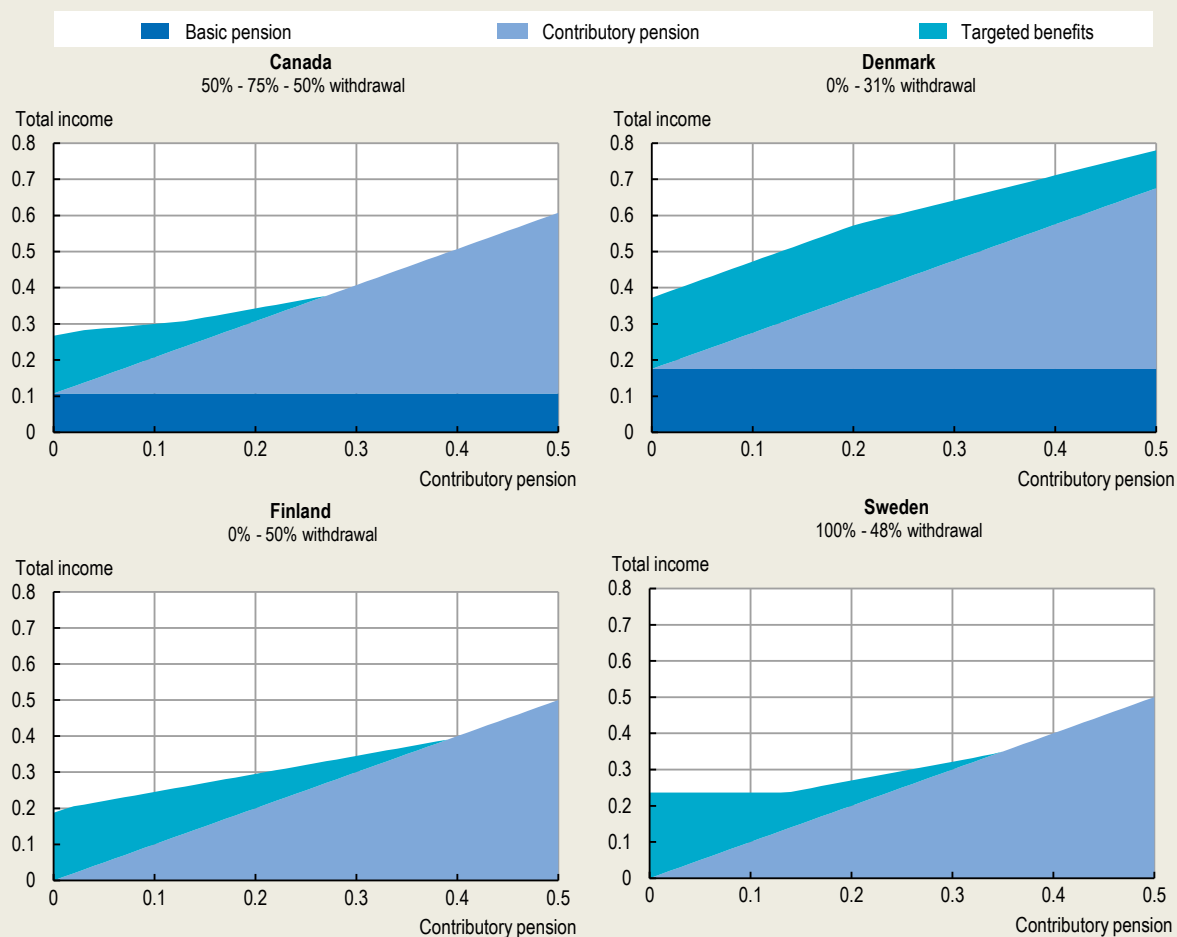 Basic pension Contributory pension Targeted benefits
Canada
50% - 75% - 50% withdrawal
Total income
0.8
0.7
0.6
0.5
0.4
0.3
0.2
0.1
0
0 0.1 0.2 0.3 0.4 0.5
Contributory pension
Denmark
0% - 31% withdrawal
Total income
0.8
0.7
0.6
0.5
0.4
0.3
0.2
0.1
0
0 0.1 0.2 0.3 0.4 0.5
Contributory pension
Finland
0% - 50% withdrawal
Total income
0.8
0.7
0.6
0.5
0.4
0.3
0.2
0.1
0
0 0.1 0.2 0.3 0.4 0.5
Contributory pension
Sweden
100% - 48% withdrawal
Total income
0.8
0.7
0.6
0.5
0.4
0.3
0.2
0.1
0
0 0.1 0.2 0.3 0.4 0.5
Contributory pension